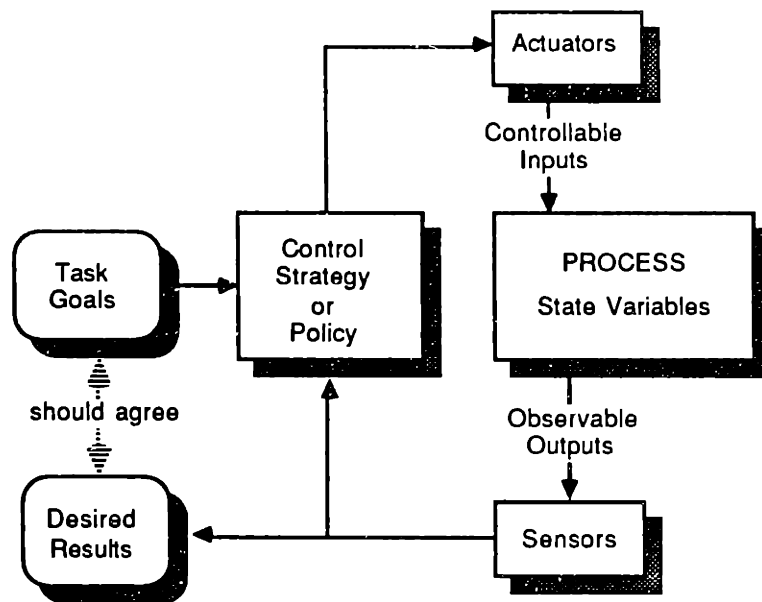 Actuators
Controllable
Inputs
Task
Goals
Control
Strategy
or
Policy
PROCESS
State Variables
should agree
Observable
Outputs
Desired
Results
Sensors